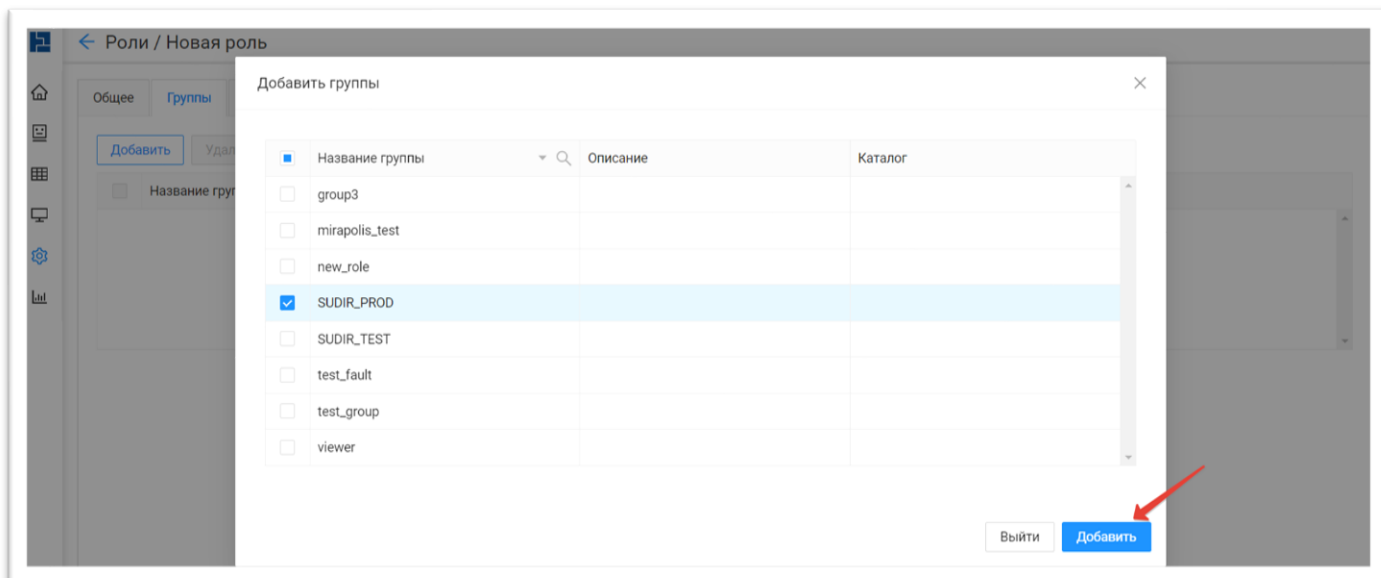 Роли / Новая роль
Добавить группы
Общее
Группы
Добавить
Удал
Название груп
Название группы
Описание
Каталог
group3
mirapolis_test
new_role
SUDIR_PROD
SUDIR_TEST
test_fault
test_group
viewer
Выйти
Добавить